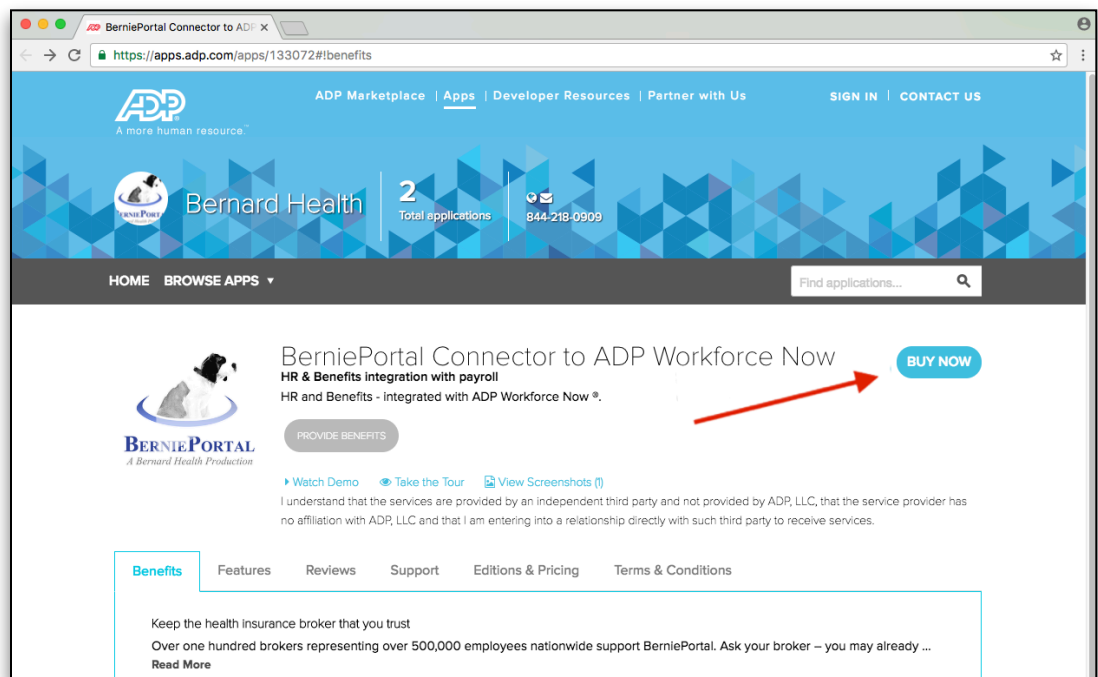 BerniePortal Connector to ADP
https://apps.adp.com/apps/133072#!benefits
ADP
A more human resource.™
ADP Marketplace | Apps | Developer Resources | Partner with Us
SIGN IN | CONTACT US
BERNIEPORTAL
Bernard Health
2
Total applications
844-218-0909
HOME BROWSE APPS ▼
Find applications...
BerniePortal Connector to ADP Workforce Now
BUY NOW
HR & Benefits integration with payroll
HR and Benefits - integrated with ADP Workforce Now ®.
PROVIDE BENEFITS
BERNIEPORTAL
A Bernard Health Production
Watch Demo Take the Tour View Screenshots (1)
I understand that the services are provided by an independent third party and not provided by ADP, LLC, that the service provider has
no affiliation with ADP, LLC and that I am entering into a relationship directly with such third party to receive services.
Benefits Features Reviews Support Editions & Pricing Terms & Conditions
Keep the health insurance broker that you trust
Over one hundred brokers representing over 500,000 employees nationwide support BerniePortal. Ask your broker – you may already ...
Read More